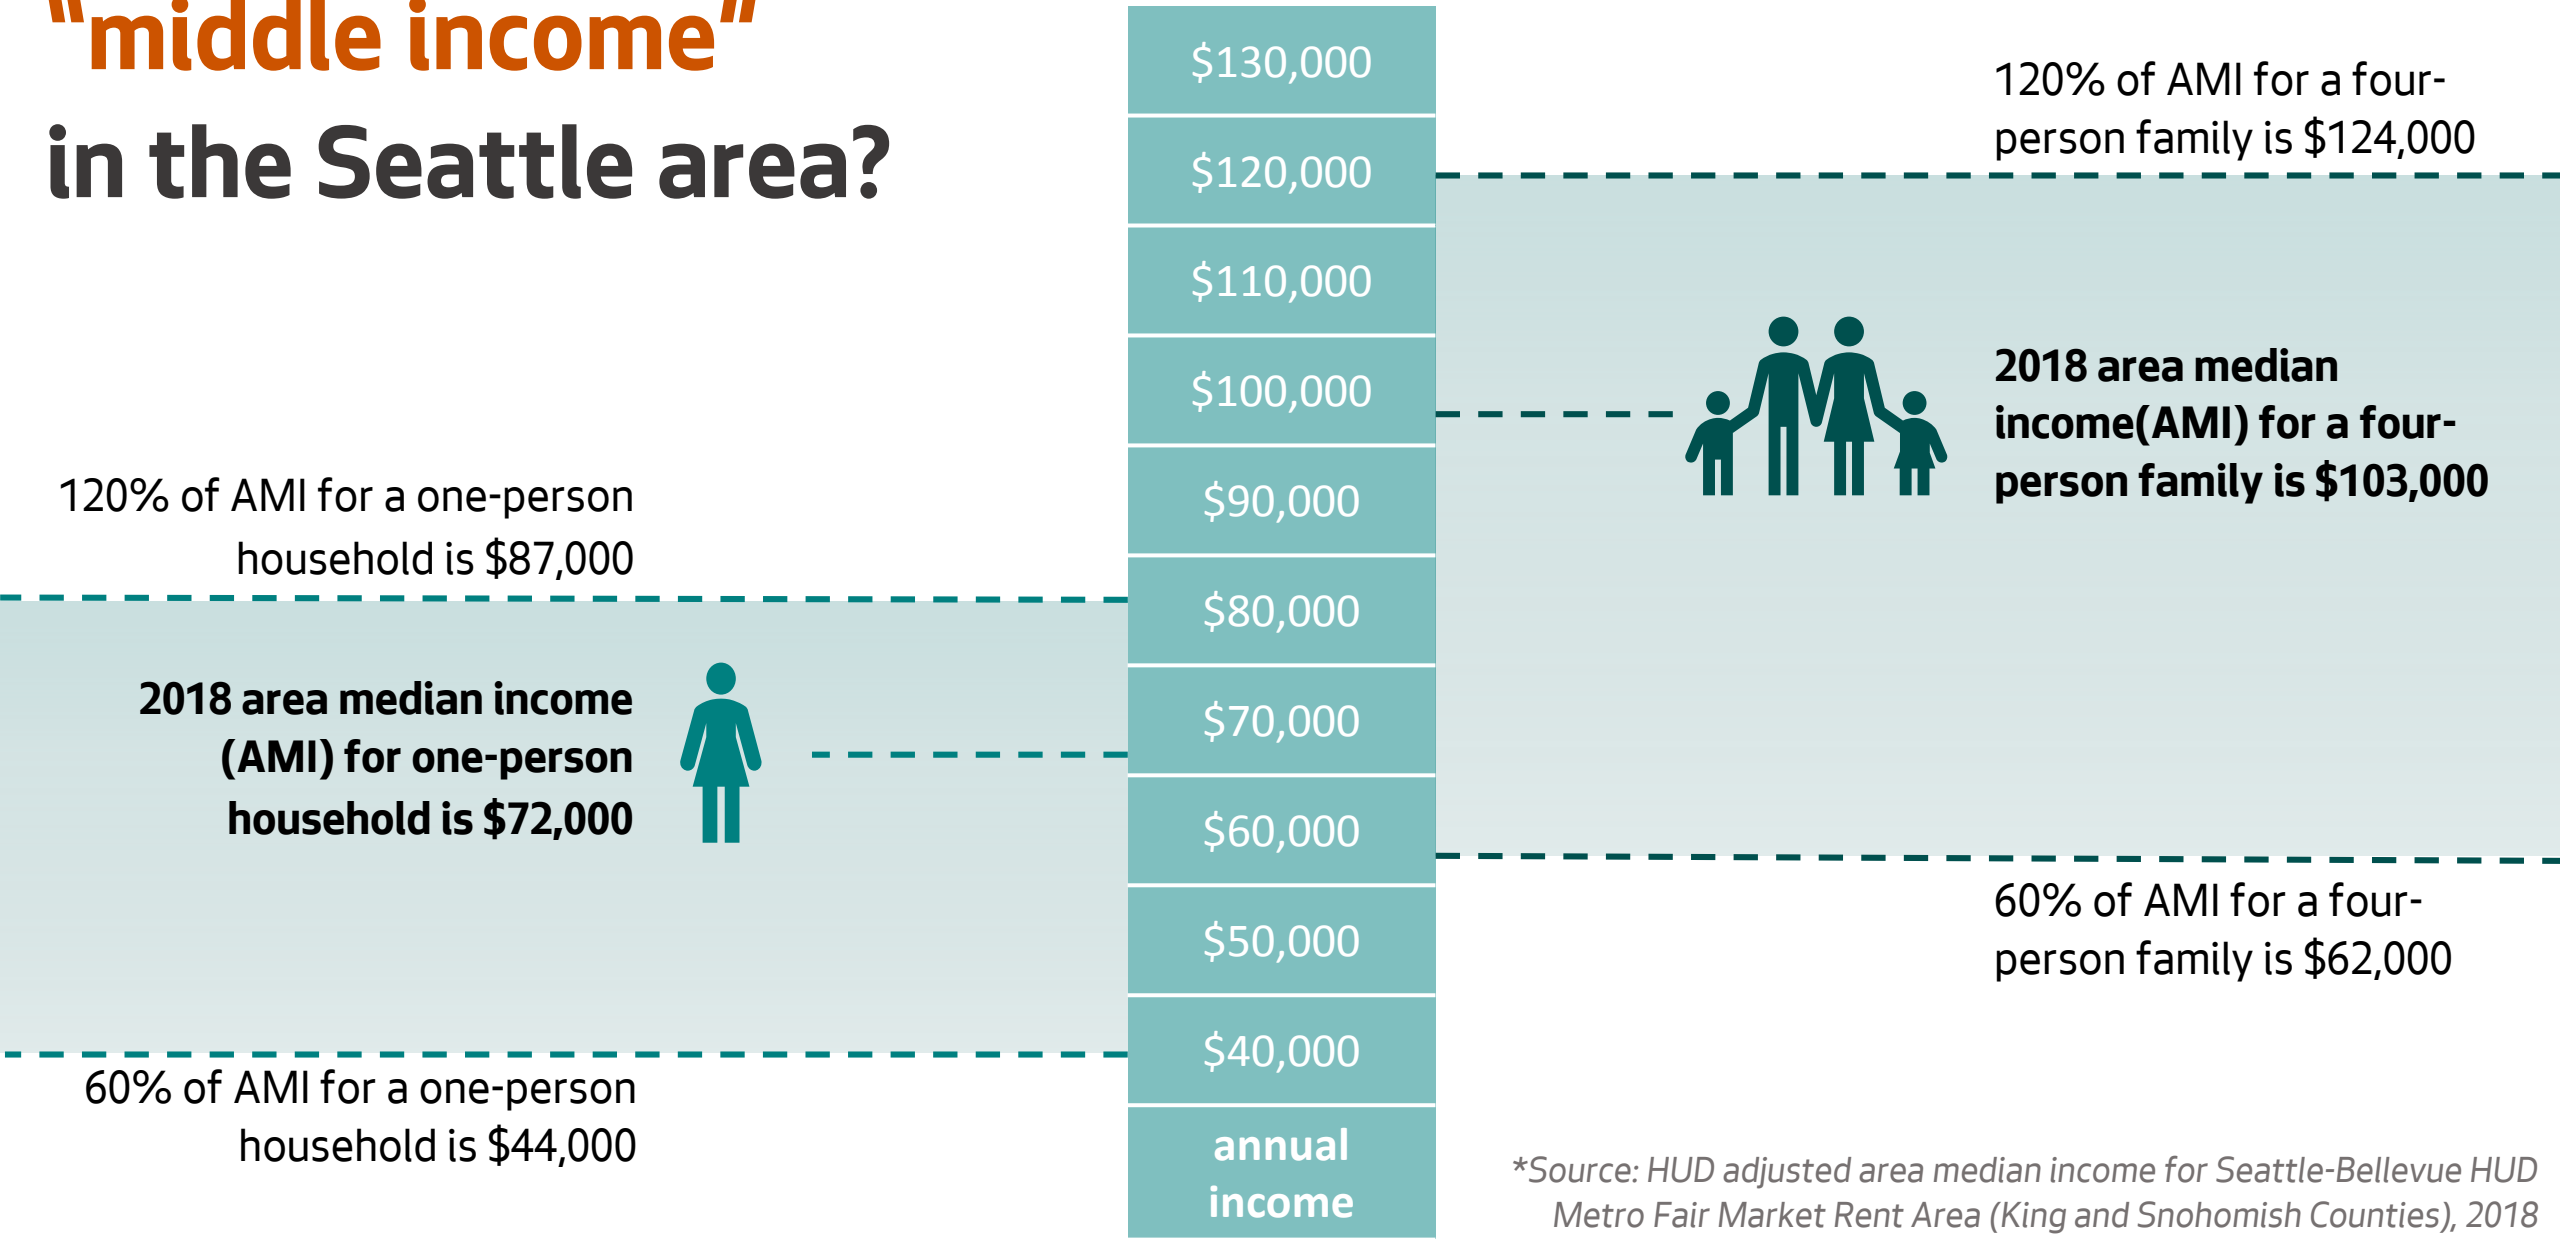 "middle income"
in the Seattle area?
120% of AMI for a one-person
household is $87,000
2018 area median income
(AMI) for one-person
household is $72,000
60% of AMI for a one-person
household is $44,000
$130,000
$120,000
$110,000
$100,000
$90,000
$80,000
$70,000
$60,000
$50,000
$40,000
annual
income
120% of AMI for a four-
person family is $124,000
2018 area median
income(AMI) for a four-
person family is $103,000
60% of AMI for a four-
person family is $62,000
*Source: HUD adjusted area median income for Seattle-Bellevue HUD
Metro Fair Market Rent Area (King and Snohomish Counties), 2018